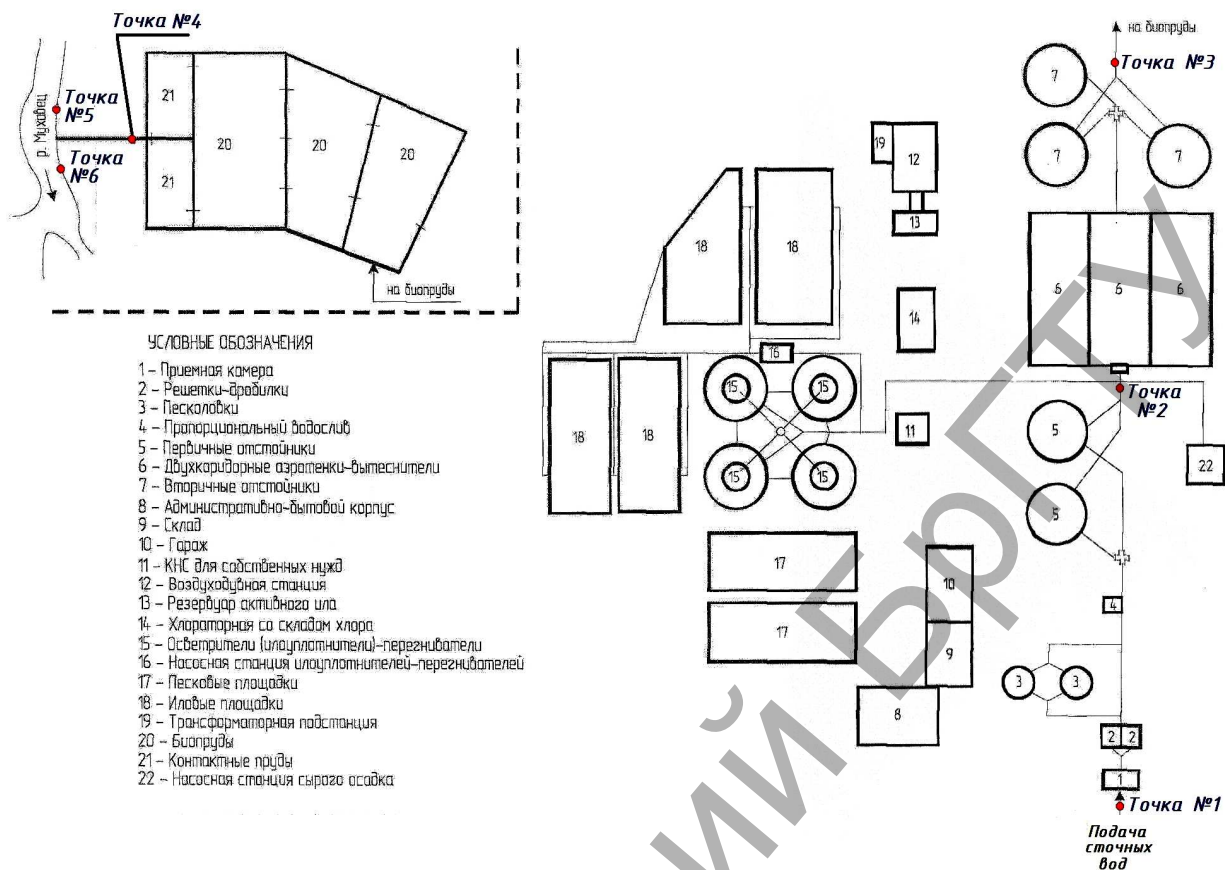 Точка №4
на биопруды
Точка №3
7
7
7
21
20
20
20
21
Точка
№5
р. Муховец
Точка
№6
19
12
13
на биопруды
18
18
6
6
6
14
16
УСЛОВНЫЕ ОБОЗНАЧЕНИЯ
1 - Приемная камера
2 - Решетки-дробилки
3 - Песколовки
4 - Пропорциональный водослив
5 - Первичные отстойники
6 - Двухкоридорные аэротенки-вытеснители
7 - Вторичные отстойники
8 - Административно-бытовой корпус
9 - Склад
10 - Гараж
11 - КНС для собственных нужд
12 - Воздуходувная станция
13 - Резервуар активного ила
14 - Хлораторная со складом хлора
15 - Осветрители (илоуплотнители)-перегниватели
16 - Насосная станция илоуплотнителей-перегнивателей
17 - Песковые площадки
18 - Иловые площадки
19 - Трансформаторная подстанция
20 - Биопруды
21 - Контактные пруды
22 - Насосная станция сырого осадка
15
15
15
15
18
18
11
Точка
№2
5
5
22
17
17
10
9
8
4
3
3
2
2
1
Точка №1
Подача
сточных
вод
ий БрГТУ